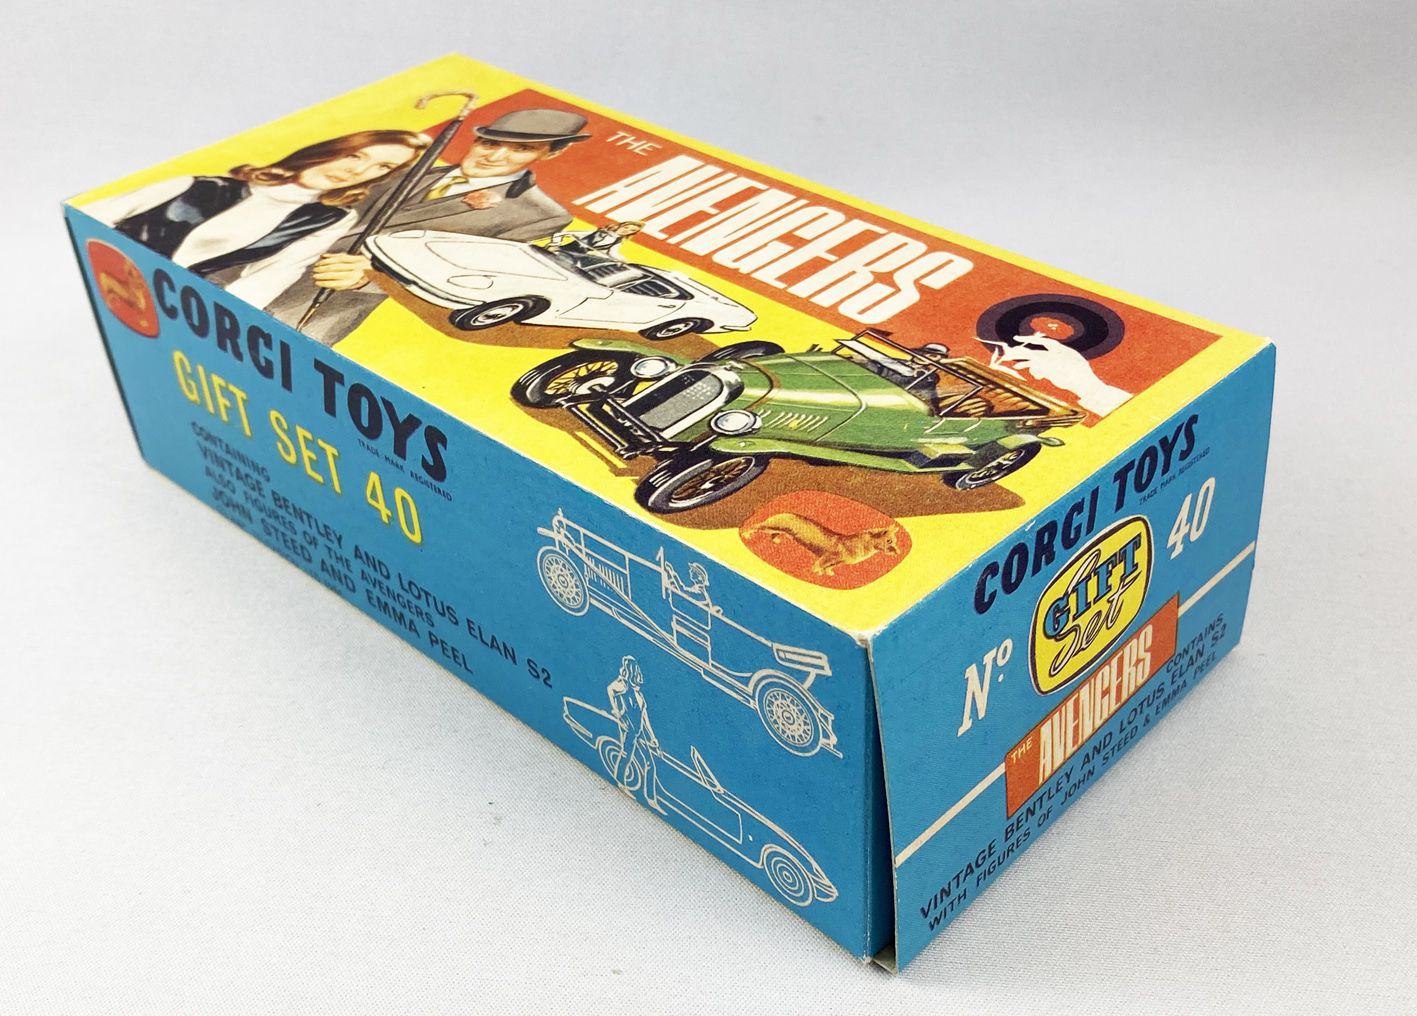 THE
AVENGERS
CORGI TOYS
TRADE MARK REGISTERED
GIFT SET 40
CONTAINING
VINTAGE BENTLEY AND LOTUS ELAN S2
ALSO FIGURES OF THE AVENGERS
JOHN STEED AND EMMA PEEL
CORGI TOYS
TRADE MARK REGISTERED
No GIFT Set 40
THE AVENGERS
CONTAINS
VINTAGE BENTLEY AND LOTUS ELAN S2
WITH FIGURES OF JOHN STEED & EMMA PEEL